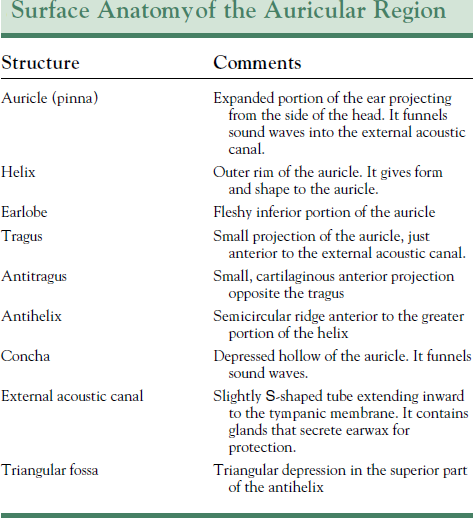 Surface Anatomy of the Auricular Region
Structure Comments
Auricle (pinna) Expanded portion of the ear projecting
from the side of the head. It funnels
sound waves into the external acoustic
canal.
Helix Outer rim of the auricle. It gives form
and shape to the auricle.
Earlobe Fleshy inferior portion of the auricle
Tragus Small projection of the auricle, just
anterior to the external acoustic canal.
Antitragus Small, cartilaginous anterior projection
opposite the tragus
Antihelix Semicircular ridge anterior to the greater
portion of the helix
Concha Depressed hollow of the auricle. It funnels
sound waves.
External acoustic canal Slightly S-shaped tube extending inward
to the tympanic membrane. It contains
glands that secrete earwax for
protection.
Triangular fossa Triangular depression in the superior part
of the antihelix